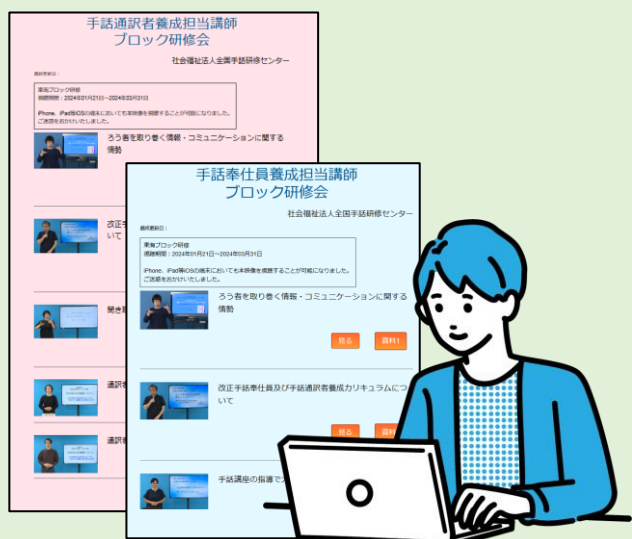 手話通訳者養成担当講師
ブロック研修会
社会福祉法人全国手話研修センター
最終更新日:
東海ブロック研修
視聴期間:2024年01月21日~2024年03月31日
iPhone、iPad等iOSの端末においても本映像を視聴することが可能になりました。
ご迷惑をおかけいたしました。
ろう者を取り巻く情報・コミュニケーションに関する
情勢
改正手
いて
聞き
通訳者
通訳者
手話奉仕員養成担当講師
ブロック研修会
社会福祉法人全国手話研修センター
最終更新日:
東海ブロック研修
視聴期間:2024年01月21日~2024年03月31日
iPhone、iPad等iOSの端末においても本映像を視聴することが可能になりました。
ご迷惑をおかけいたしました。
ろう者を取り巻く情報・コミュニケーションに関する
情勢
見る 資料1
改正手話奉仕員及び手話通訳者養成カリキュラムにつ
いて
見る 資料
手話講座の指導で